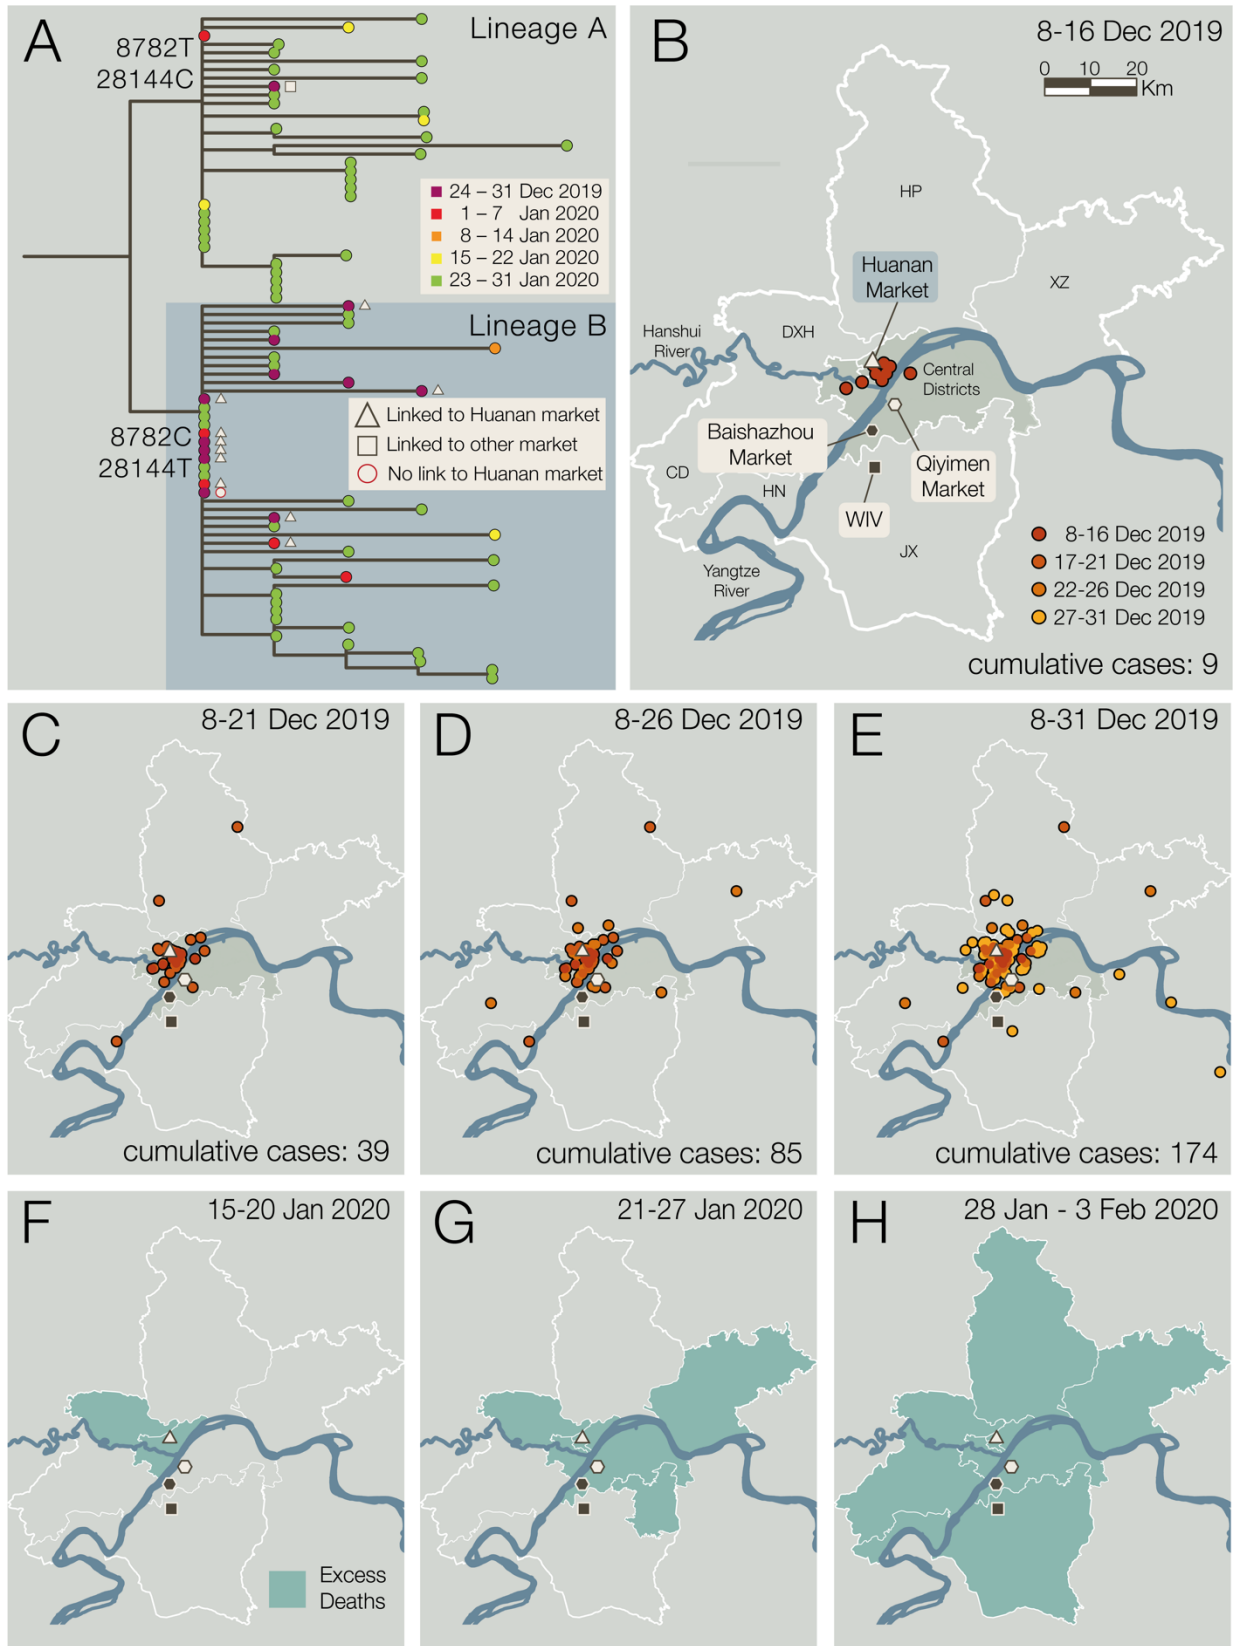 A
Lineage A
8782T
28144C
24 – 31 Dec 2019
1 – 7 Jan 2020
8 – 14 Jan 2020
15 – 22 Jan 2020
23 – 31 Jan 2020
Lineage B
Linked to Huanan market
Linked to other market
No link to Huanan market
8782C
28144T
B
8-16 Dec 2019
0 10 20
Km
HP
Huanan
Market
XZ
Hanshui
River
DXH
Central
Districts
Baishazhou
Market
Qiyimen
Market
CD
HN
WIV
JX
Yangtze
River
8-16 Dec 2019
17-21 Dec 2019
22-26 Dec 2019
27-31 Dec 2019
cumulative cases: 9
C
8-21 Dec 2019
cumulative cases: 39
D
8-26 Dec 2019
cumulative cases: 85
E
8-31 Dec 2019
cumulative cases: 174
F
15-20 Jan 2020
Excess
Deaths
G
21-27 Jan 2020
H
28 Jan - 3 Feb 2020